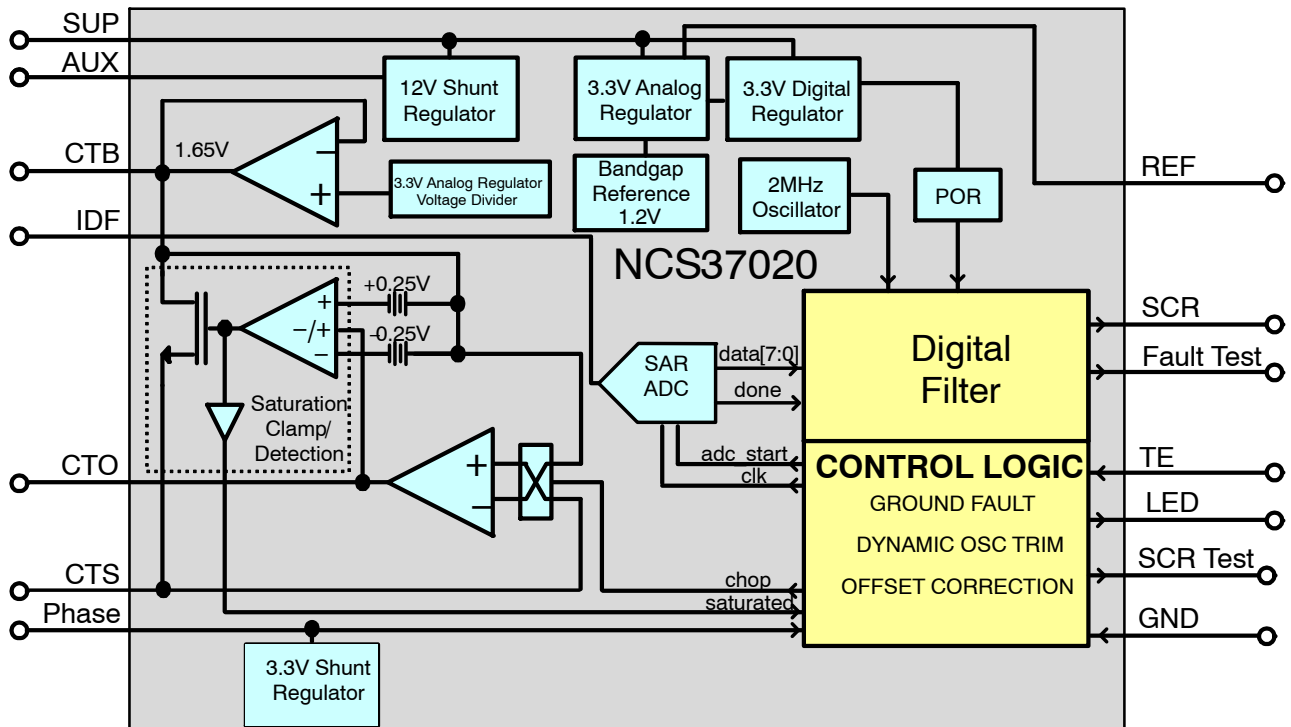 SUP
AUX
CTB
IDF
CTO
CTS
Phase
12V Shunt
Regulator
3.3V Analog
Regulator
3.3V Digital
Regulator
1.65V
−
+
3.3V Analog Regulator
Voltage Divider
Bandgap
Reference
1.2V
2MHz
Oscillator
POR
REF
NCS37020
+0.25V
+
−/+
−
−0.25V
Saturation
Clamp/
Detection
SAR
ADC
data[7:0]
done
adc_start
clk
Digital
Filter
SCR
Fault Test
+
−
CONTROL LOGIC
GROUND FAULT
DYNAMIC OSC TRIM
OFFSET CORRECTION
TE
LED
SCR Test
GND
chop
saturated
3.3V Shunt
Regulator